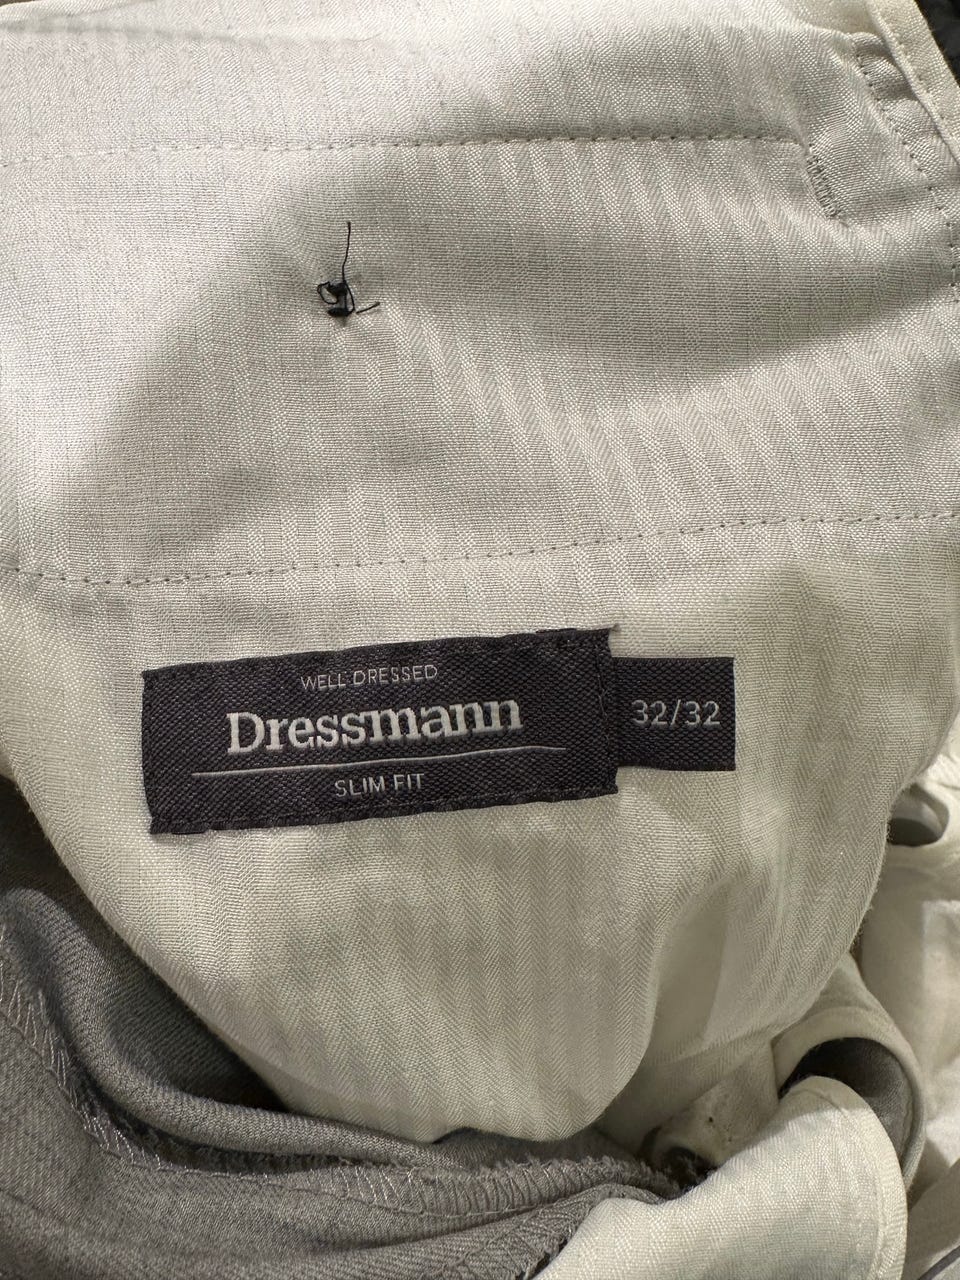 WELL DRESSED
Dressmann
SLIM FIT
32/32